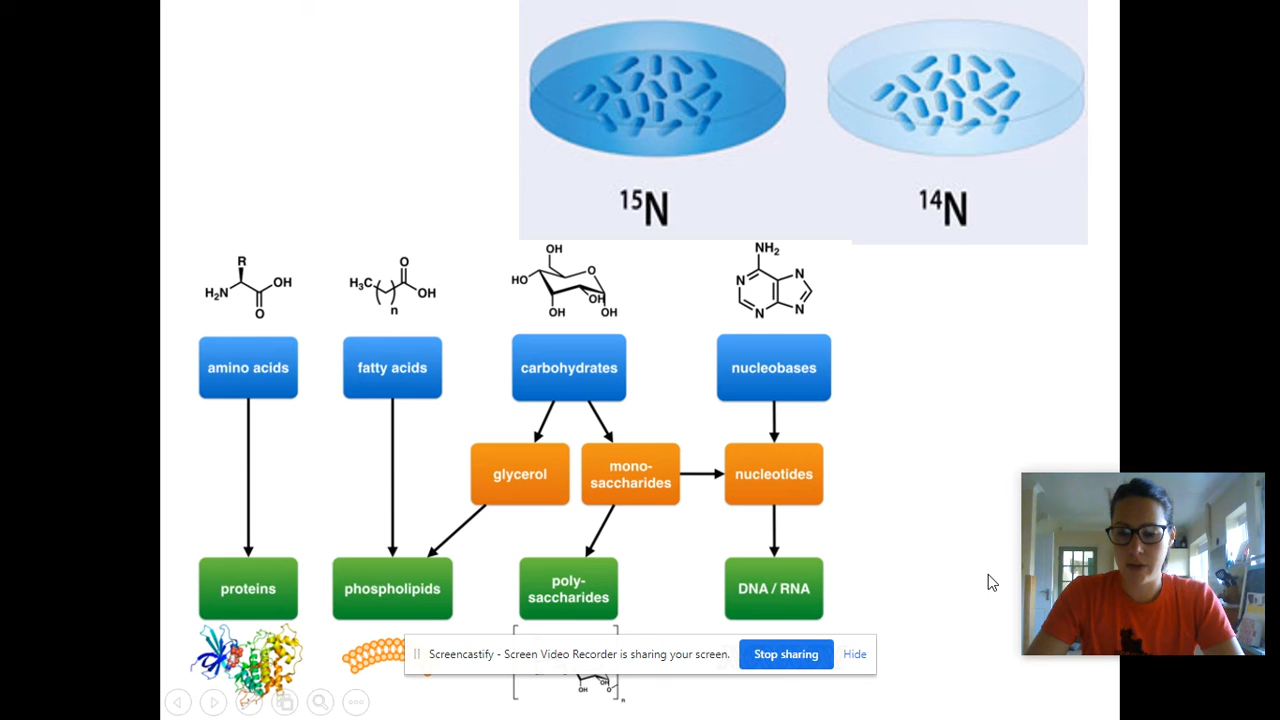 15N
14N
R
H2N
OH
O
H3C
O
OH
n
OH
HO
HO
O
OH
OH
OH
NH2
N
N
N
N
amino acids
fatty acids
carbohydrates
nucleobases
glycerol
mono-
saccharides
nucleotides
proteins
phospholipids
poly-
saccharides
DNA / RNA
Screencastify - Screen Video Recorder is sharing your screen.
Stop sharing
Hide
OH
n